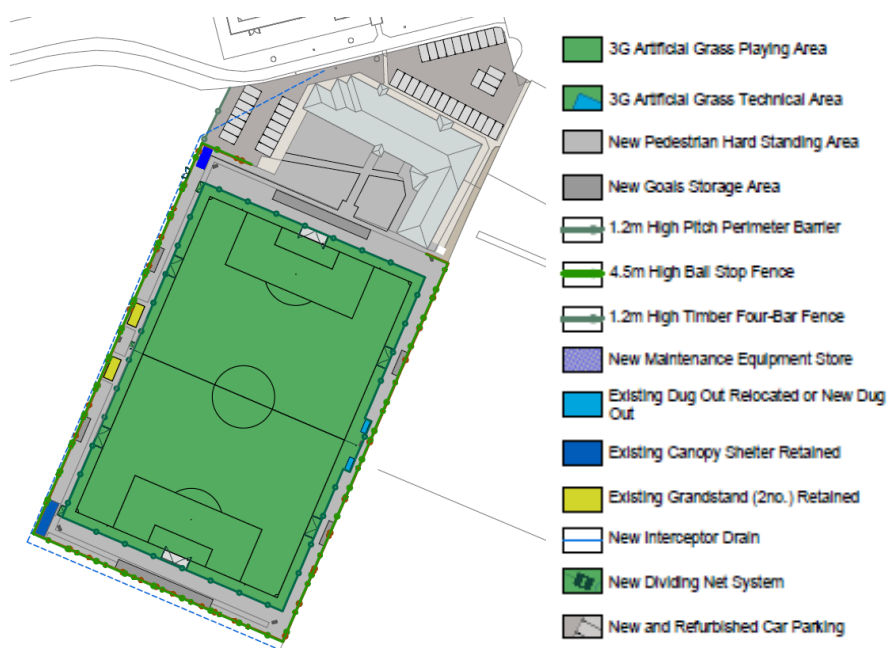 3G Artificial Grass Playing Area
3G Artificial Grass Technical Area
New Pedestrian Hard Standing Area
New Goals Storage Area
1.2m High Pitch Perimeter Barrier
4.5m High Ball Stop Fence
1.2m High Timber Four-Bar Fence
New Maintenance Equipment Store
Existing Dug Out Relocated or New Dug
Out
Existing Canopy Shelter Retained
Existing Grandstand (2no.) Retained
New Interceptor Drain
New Dividing Net System
New and Refurbished Car Parking